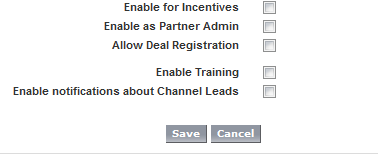 Enable for Incentives
Enable as Partner Admin
Allow Deal Registration
Enable Training
Enable notifications about Channel Leads
Save Cancel